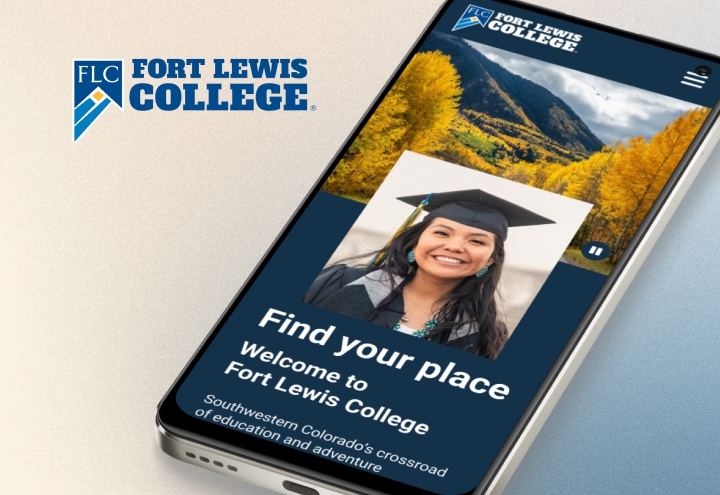 FLC
FORT LEWIS
COLLEGE®
FLC
FORT LEWIS
COLLEGE
Find your place
Welcome to
Fort Lewis College
Southwestern Colorado's crossroad
of education and adventure